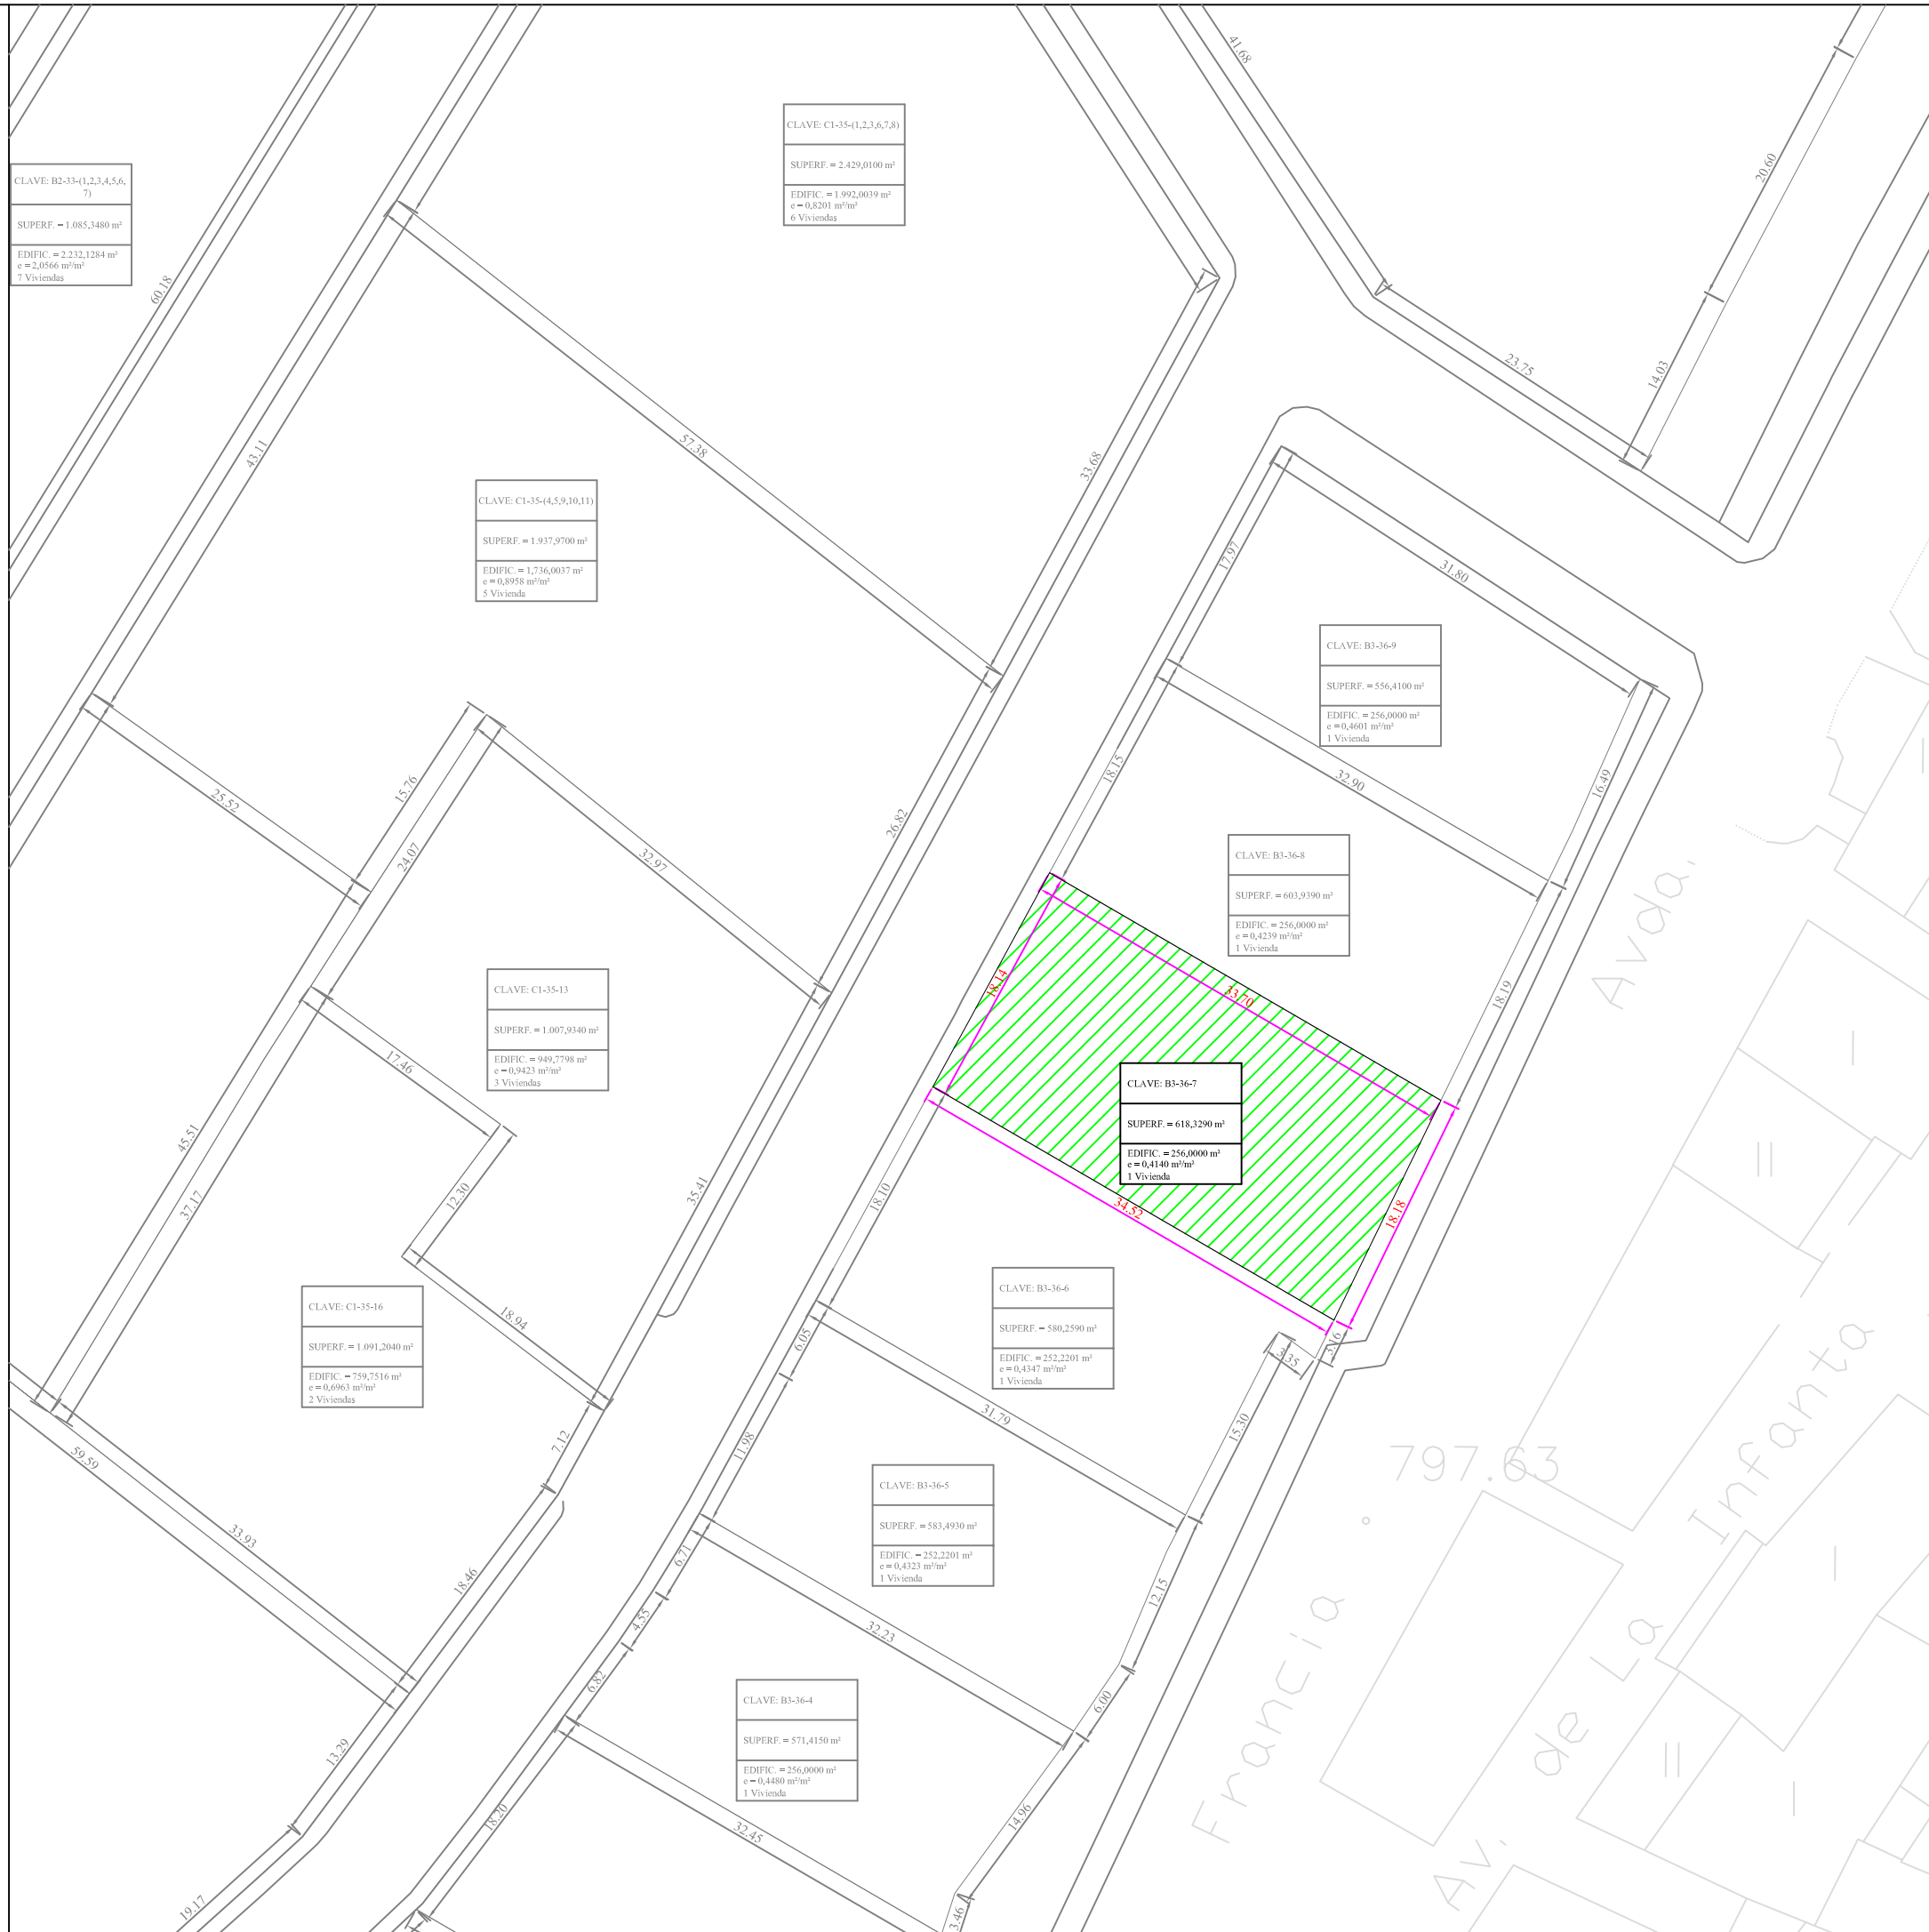 41.68
20.60
14.03
23.75
CLAVE: C1-35-(1,2,3,6,7,8)
SUPERF. = 2.429,0100 m²
EDIFIC. = 1.992,0039 m²
e = 0,8201 m²/m²
6 Viviendas
CLAVE: B2-33-(1,2,3,4,5,6,
7)
SUPERF. = 1.085,3480 m²
EDIFIC. = 2.232,1284 m²
e = 2,0566 m²/m²
7 Viviendas
60.18
43.11
57.38
33.68
CLAVE: C1-35-(4,5,9,10,11)
SUPERF. = 1.937,9700 m²
EDIFIC. = 1,736,0037 m²
e = 0,8958 m²/m²
5 Vivienda
17.97
31.80
CLAVE: B3-36-9
SUPERF. = 556,4100 m²
EDIFIC. = 256,0000 m²
e = 0,4601 m²/m²
1 Vivienda
18.15
32.90
16.49
25.52
15.76
24.07
32.97
26.82
CLAVE: B3-36-8
SUPERF. = 603,9390 m²
EDIFIC. = 256,0000 m²
e = 0,4239 m²/m²
1 Vivienda
18.19
18.14
33.70
CLAVE: C1-35-13
SUPERF. = 1.007,9340 m²
EDIFIC. = 949,7798 m²
e = 0,9423 m²/m²
3 Viviendas
17.46
CLAVE: B3-36-7
SUPERF. = 618,3290 m²
EDIFIC. = 256,0000 m²
e = 0,4140 m²/m²
1 Vivienda
45.51
37.17
12.30
35.41
18.10
34.52
18.18
CLAVE: C1-35-16
SUPERF. = 1.091,2040 m²
EDIFIC. = 759,7516 m²
e = 0,6963 m²/m²
2 Viviendas
18.94
CLAVE: B3-36-6
SUPERF. = 580,2590 m²
EDIFIC. = 252,2201 m²
e = 0,4347 m²/m²
1 Vivienda
6.05
3.35
3.16
31.79
15.30
7.12
11.98
59.59
33.93
18.46
CLAVE: B3-36-5
SUPERF. = 583,4930 m²
EDIFIC. = 252,2201 m²
e = 0,4323 m²/m²
1 Vivienda
6.71
4.55
6.82
32.23
12.15
6.00
CLAVE: B3-36-4
SUPERF. = 571,4150 m²
EDIFIC. = 256,0000 m²
e = 0,4480 m²/m²
1 Vivienda
13.29
18.20
32.45
14.96
19.17
3.46
Avda.
Francia
797.63
Av. de La Infanta
I
I
II
I
II
I